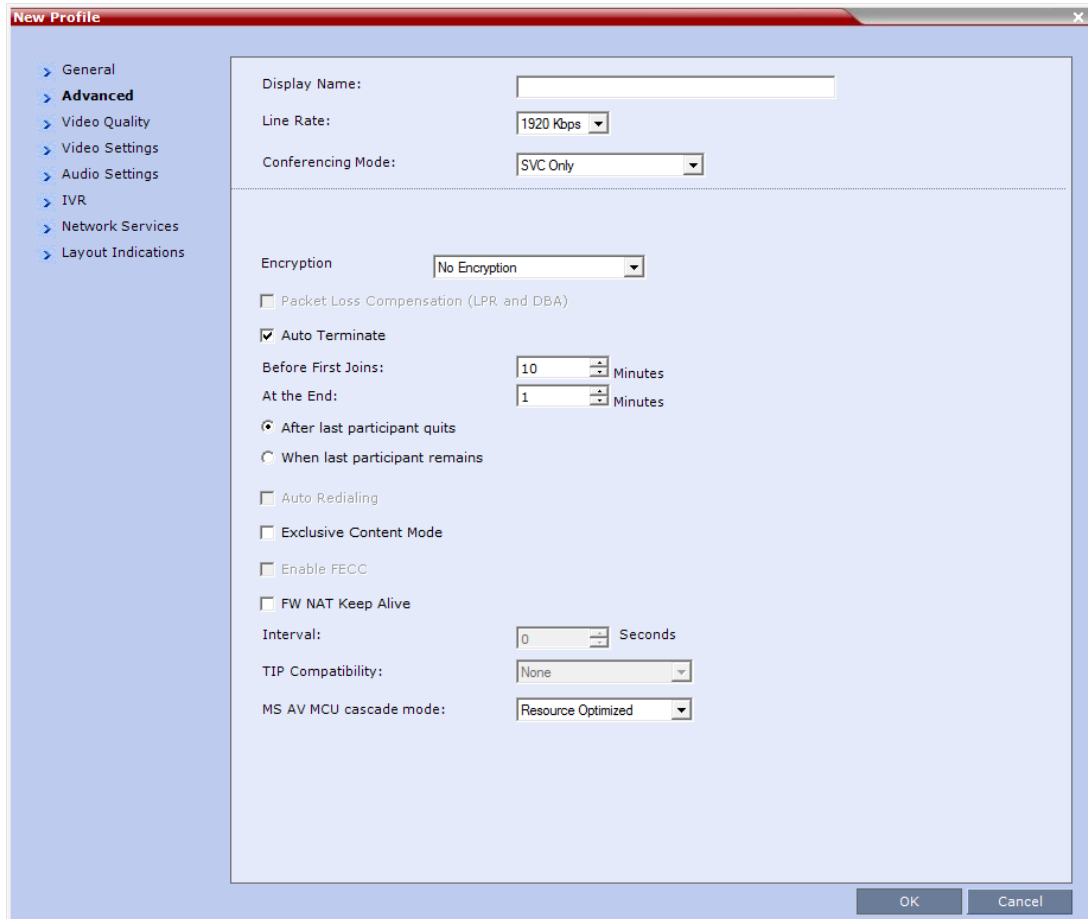 New Profile
General
Advanced
Video Quality
Video Settings
Audio Settings
IVR
Network Services
Layout Indications
Display Name:
Line Rate: 1920 Kbps
Conferencing Mode: SVC Only
Encryption No Encryption
Packet Loss Compensation (LPR and DBA)
Auto Terminate
Before First Joins: 10 Minutes
At the End: 1 Minutes
After last participant quits
When last participant remains
Auto Redialing
Exclusive Content Mode
Enable FECC
FW NAT Keep Alive
Interval: 0 Seconds
TIP Compatibility: None
MS AV MCU cascade mode: Resource Optimized
OK Cancel